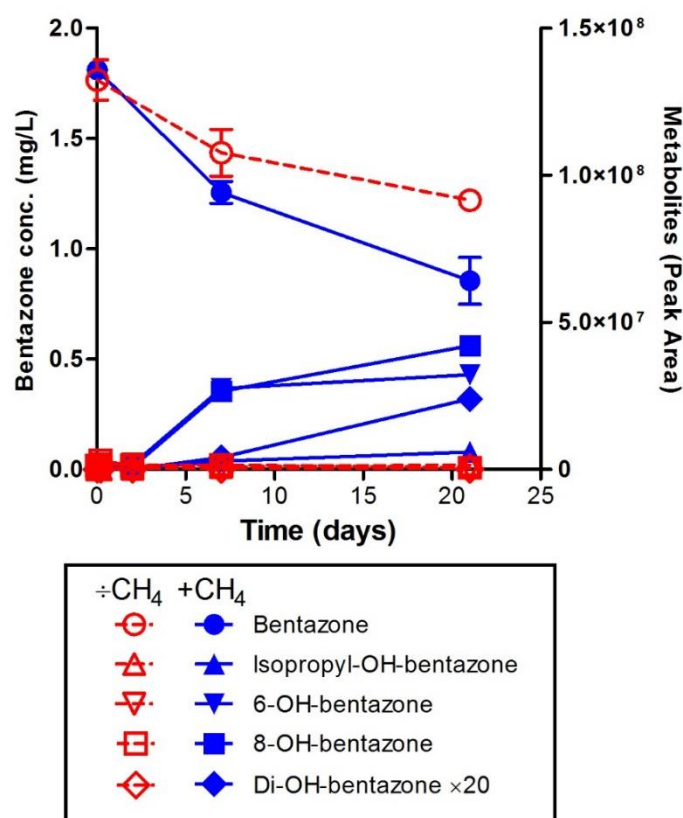 2.0
1.5
1.0
0.5
0.0
Bentazone conc. (mg/L)
1.5×10⁸
1.0×10⁸
5.0×10⁷
0
Metabolites (Peak Area)
0 5 10 15 20 25
Time (days)
÷CH₄ +CH₄
Bentazone
Isopropyl-OH-bentazone
6-OH-bentazone
8-OH-bentazone
Di-OH-bentazone ×20